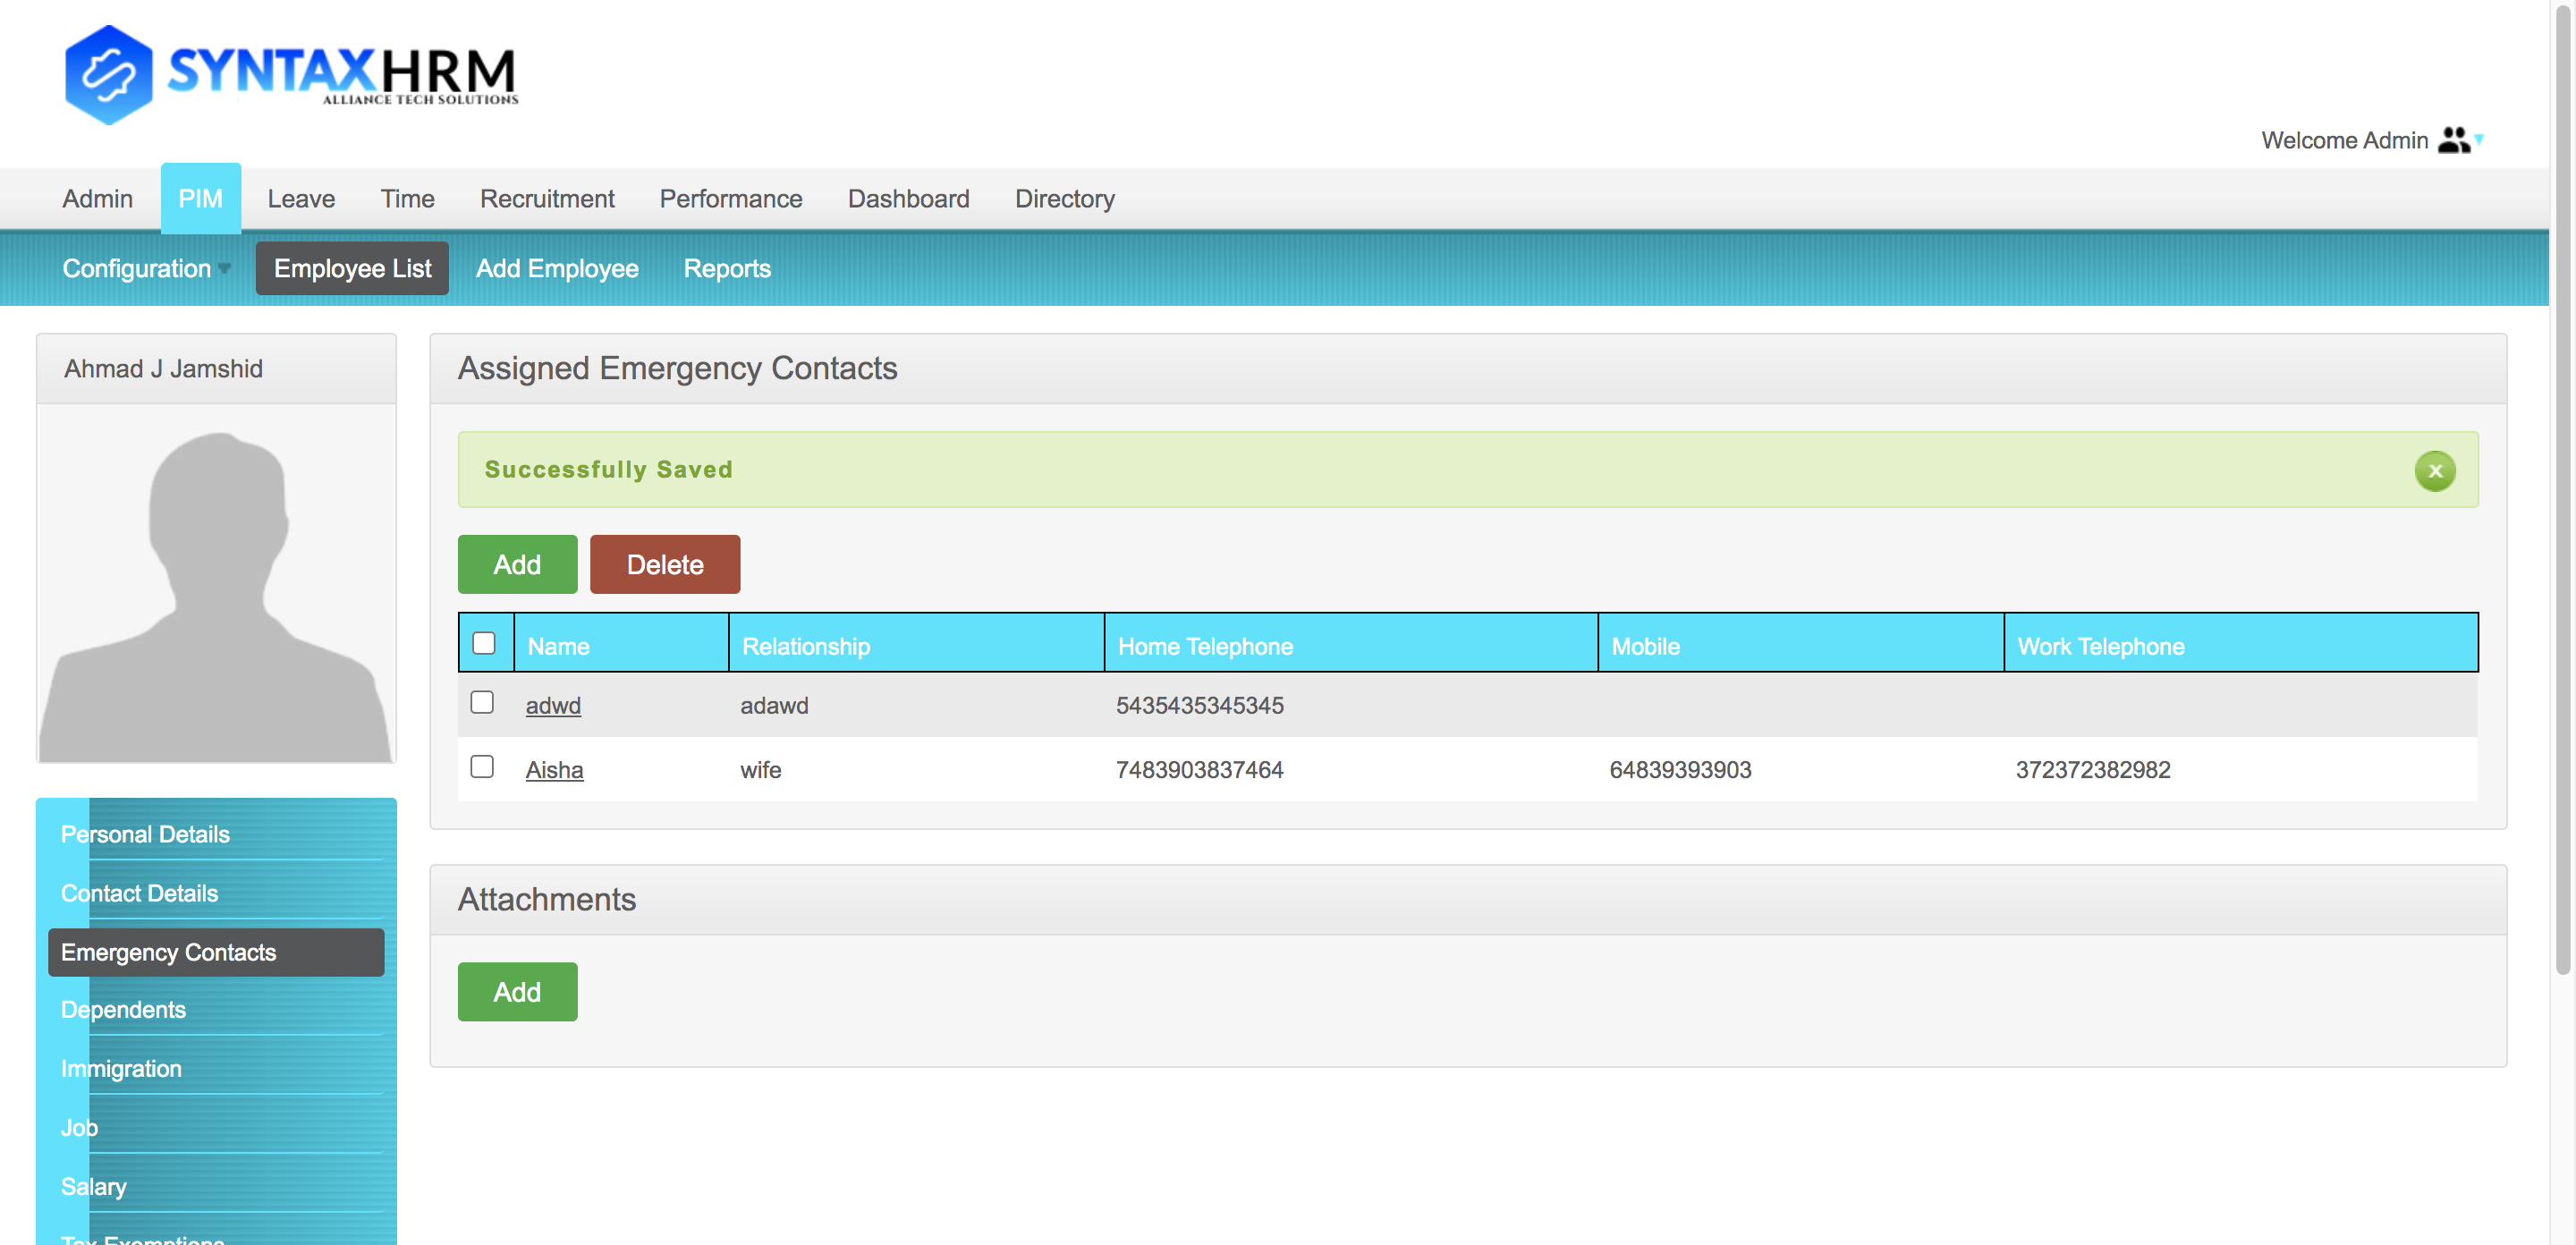 SYNTAXHRM
ALLIANCE TECH SOLUTIONS
Welcome Admin
Admin PIM Leave Time Recruitment Performance Dashboard Directory
Configuration Employee List Add Employee Reports
Ahmad J Jamshid
Assigned Emergency Contacts
Successfully Saved
x
Add Delete
Name Relationship Home Telephone Mobile Work Telephone
adwd adawd 5435435345345
Aisha wife 7483903837464 64839393903 372372382982
Personal Details
Contact Details
Emergency Contacts
Dependents
Immigration
Job
Salary
Tax Exemptions
Attachments
Add